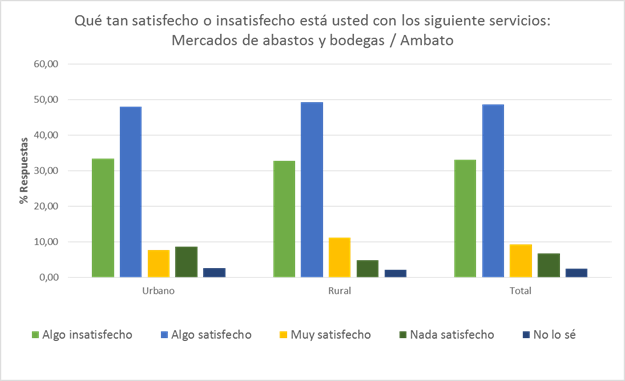 Qué tan satisfecho o insatisfecho está usted con los siguiente servicios:
Mercados de abastos y bodegas / Ambato
60,00
50,00
40,00
30,00
20,00
10,00
0,00
% Respuestas
Urbano Rural Total
Algo insatisfecho Algo satisfecho Muy satisfecho Nada satisfecho No lo sé